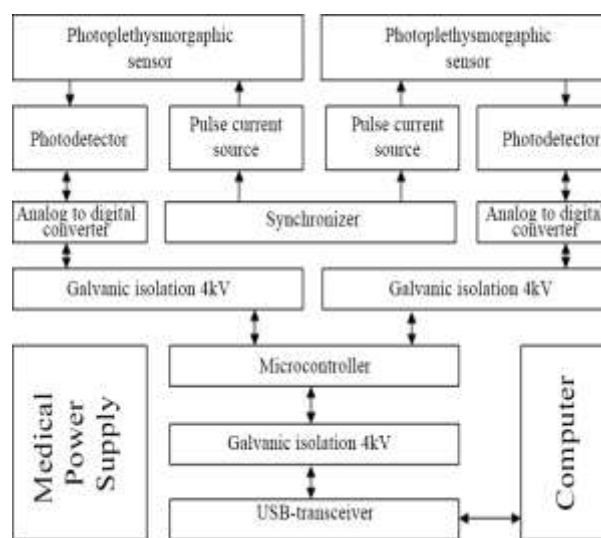 Photoplethysmorgaphic
sensor
Photoplethysmorgaphic
sensor
Photodetector
Pulse current
source
Pulse current
source
Photodetector
Analog to digital
converter
Synchronizer
Analog to digital
converter
Galvanic isolation 4kV
Galvanic isolation 4kV
Medical
Power
Supply
Microcontroller
Computer
Galvanic isolation 4kV
USB-transceiver